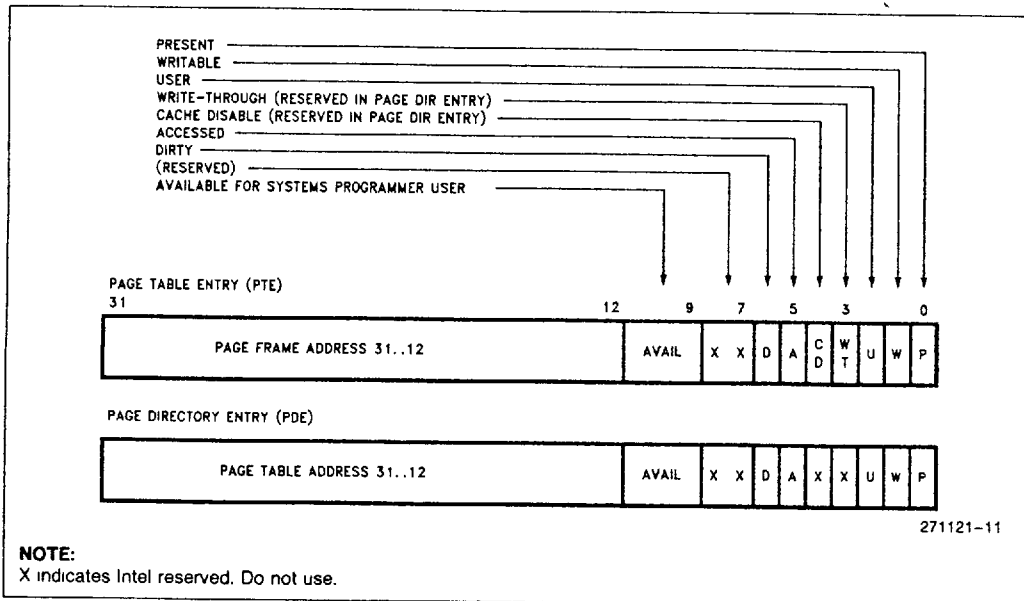 PRESENT
WRITABLE
USER
WRITE-THROUGH (RESERVED IN PAGE DIR ENTRY)
CACHE DISABLE (RESERVED IN PAGE DIR ENTRY)
ACCESSED
DIRTY
(RESERVED)
AVAILABLE FOR SYSTEMS PROGRAMMER USER
PAGE TABLE ENTRY (PTE)
31 12 9 7 5 3 0
PAGE FRAME ADDRESS 31..12 AVAIL X X D A CD WT U W P
PAGE DIRECTORY ENTRY (PDE)
PAGE TABLE ADDRESS 31..12 AVAIL X X D A X X U W P
271121-11
NOTE:
X indicates Intel reserved. Do not use.